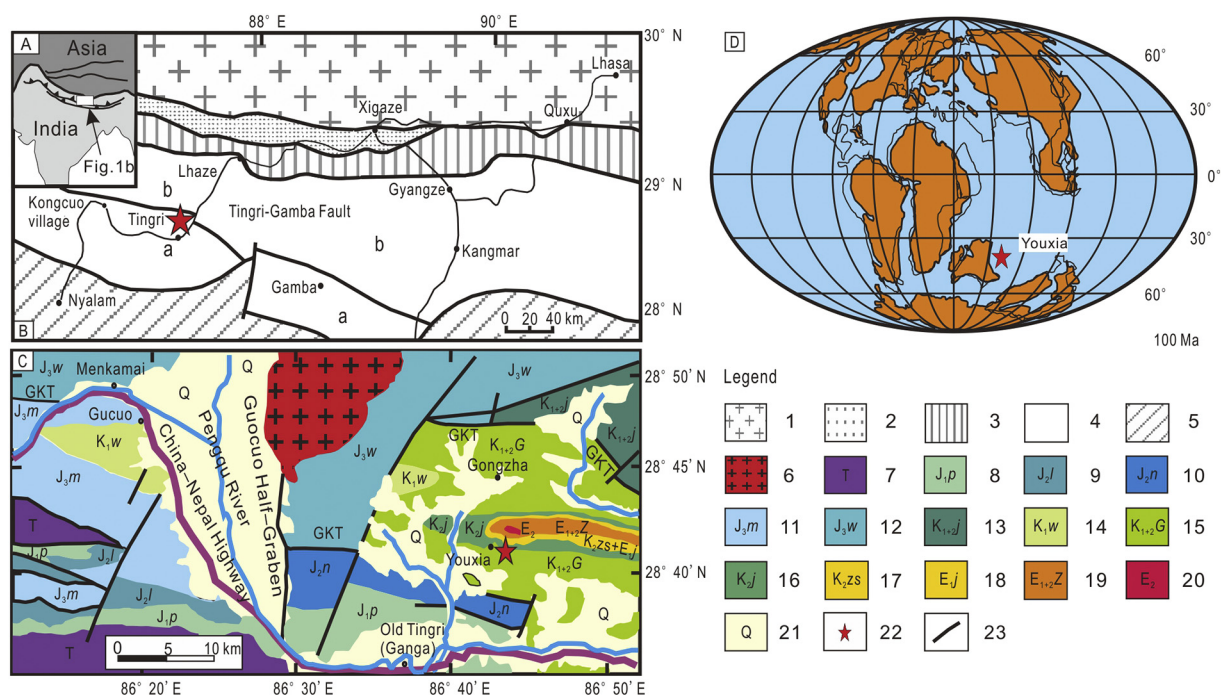 88° E
90° E
A
Asia
India
Fig.1b
30° N
Lhasa
Xigaze
Quxu
Lhaze
b
29° N
Gyangze
Kongcuo
village
Tingri
Tingri-Gamba Fault
a
b
Kangmar
Gamba
Nyalam
a
28° N
B
0 20 40 km
D
60°
30°
0°
Youxia
30°
60°
100 Ma
C
J₃w
Menkamai
Q
Q
J₃w
28° 50′ N
GKT
J₃m
Gucuo
K₁w
China-Nepal Highway
Pengqu River
Guocuo Half-Graben
J₃w
GKT
K₁₊₂G
Gongzha
K₁₊₂j
Q
K₁₊₂j
GKT
28° 45′ N
J₃m
K₁w
T
GKT
Q
K₂j
K₂j
E₂
E₁₊₂Z
K₂zs+E₁j
J₁p
J₂l
Youxia
K₁₊₂G
J₃m
J₂l
J₂n
28° 40′ N
J₁p
J₁p
J₂n
Q
T
Old Tingri
(Ganga)
0 5 10 km
86° 20′ E
86° 30′ E
86° 40′ E
86° 50′ E
Legend
1 2 3 4 5
6 T 7 J₁p 8 J₂l 9 J₂n 10
J₃m 11 J₃w 12 K₁₊₂j 13 K₁w 14 K₁₊₂G 15
K₂j 16 K₂zs 17 E₁j 18 E₁₊₂Z 19 E₂ 20
Q 21 22 23